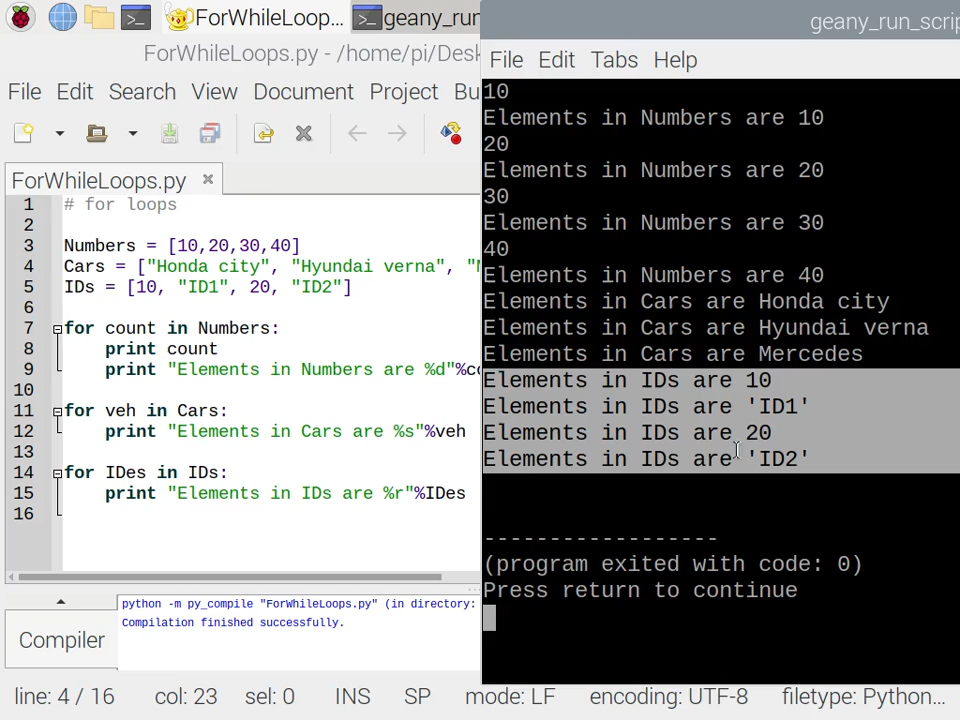 ForWhileLoop...
geany_run
ForWhileLoops.py - /home/pi/Desk
File Edit Search View Document Project Bu
ForWhileLoops.py ×
1 # for loops
2
3 Numbers = [10,20,30,40]
4 Cars = ["Honda city", "Hyundai verna", "M
5 IDs = [10, "ID1", 20, "ID2"]
6
7 for count in Numbers:
8 print count
9 print "Elements in Numbers are %d"%co
10
11 for veh in Cars:
12 print "Elements in Cars are %s"%veh
13
14 for IDes in IDs:
15 print "Elements in IDs are %r"%IDes
16
Compiler
python -m py_compile "ForWhileLoops.py" (in directory:
Compilation finished successfully.
geany_run_scrip
File Edit Tabs Help
10
Elements in Numbers are 10
20
Elements in Numbers are 20
30
Elements in Numbers are 30
40
Elements in Numbers are 40
Elements in Cars are Honda city
Elements in Cars are Hyundai verna
Elements in Cars are Mercedes
Elements in IDs are 10
Elements in IDs are 'ID1'
Elements in IDs are 20
Elements in IDs are 'ID2'
------------------
(program exited with code: 0)
Press return to continue
line: 4 / 16 col: 23 sel: 0 INS SP mode: LF encoding: UTF-8 filetype: Python...